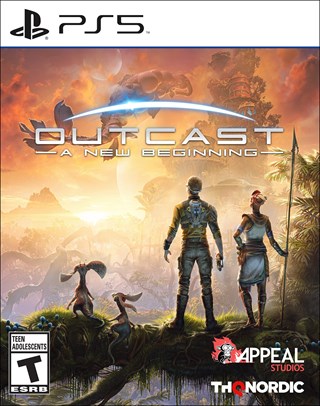 PS5
OUTCAST
A NEW BEGINNING
TEEN
ADOLESCENTS
T
ESRB
APPEAL
STUDIOS
THQNORDIC